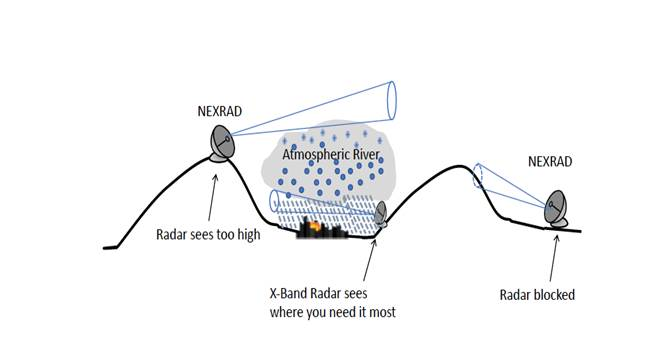 NEXRAD
Atmospheric River
NEXRAD
Radar sees too high
X-Band Radar sees
where you need it most
Radar blocked